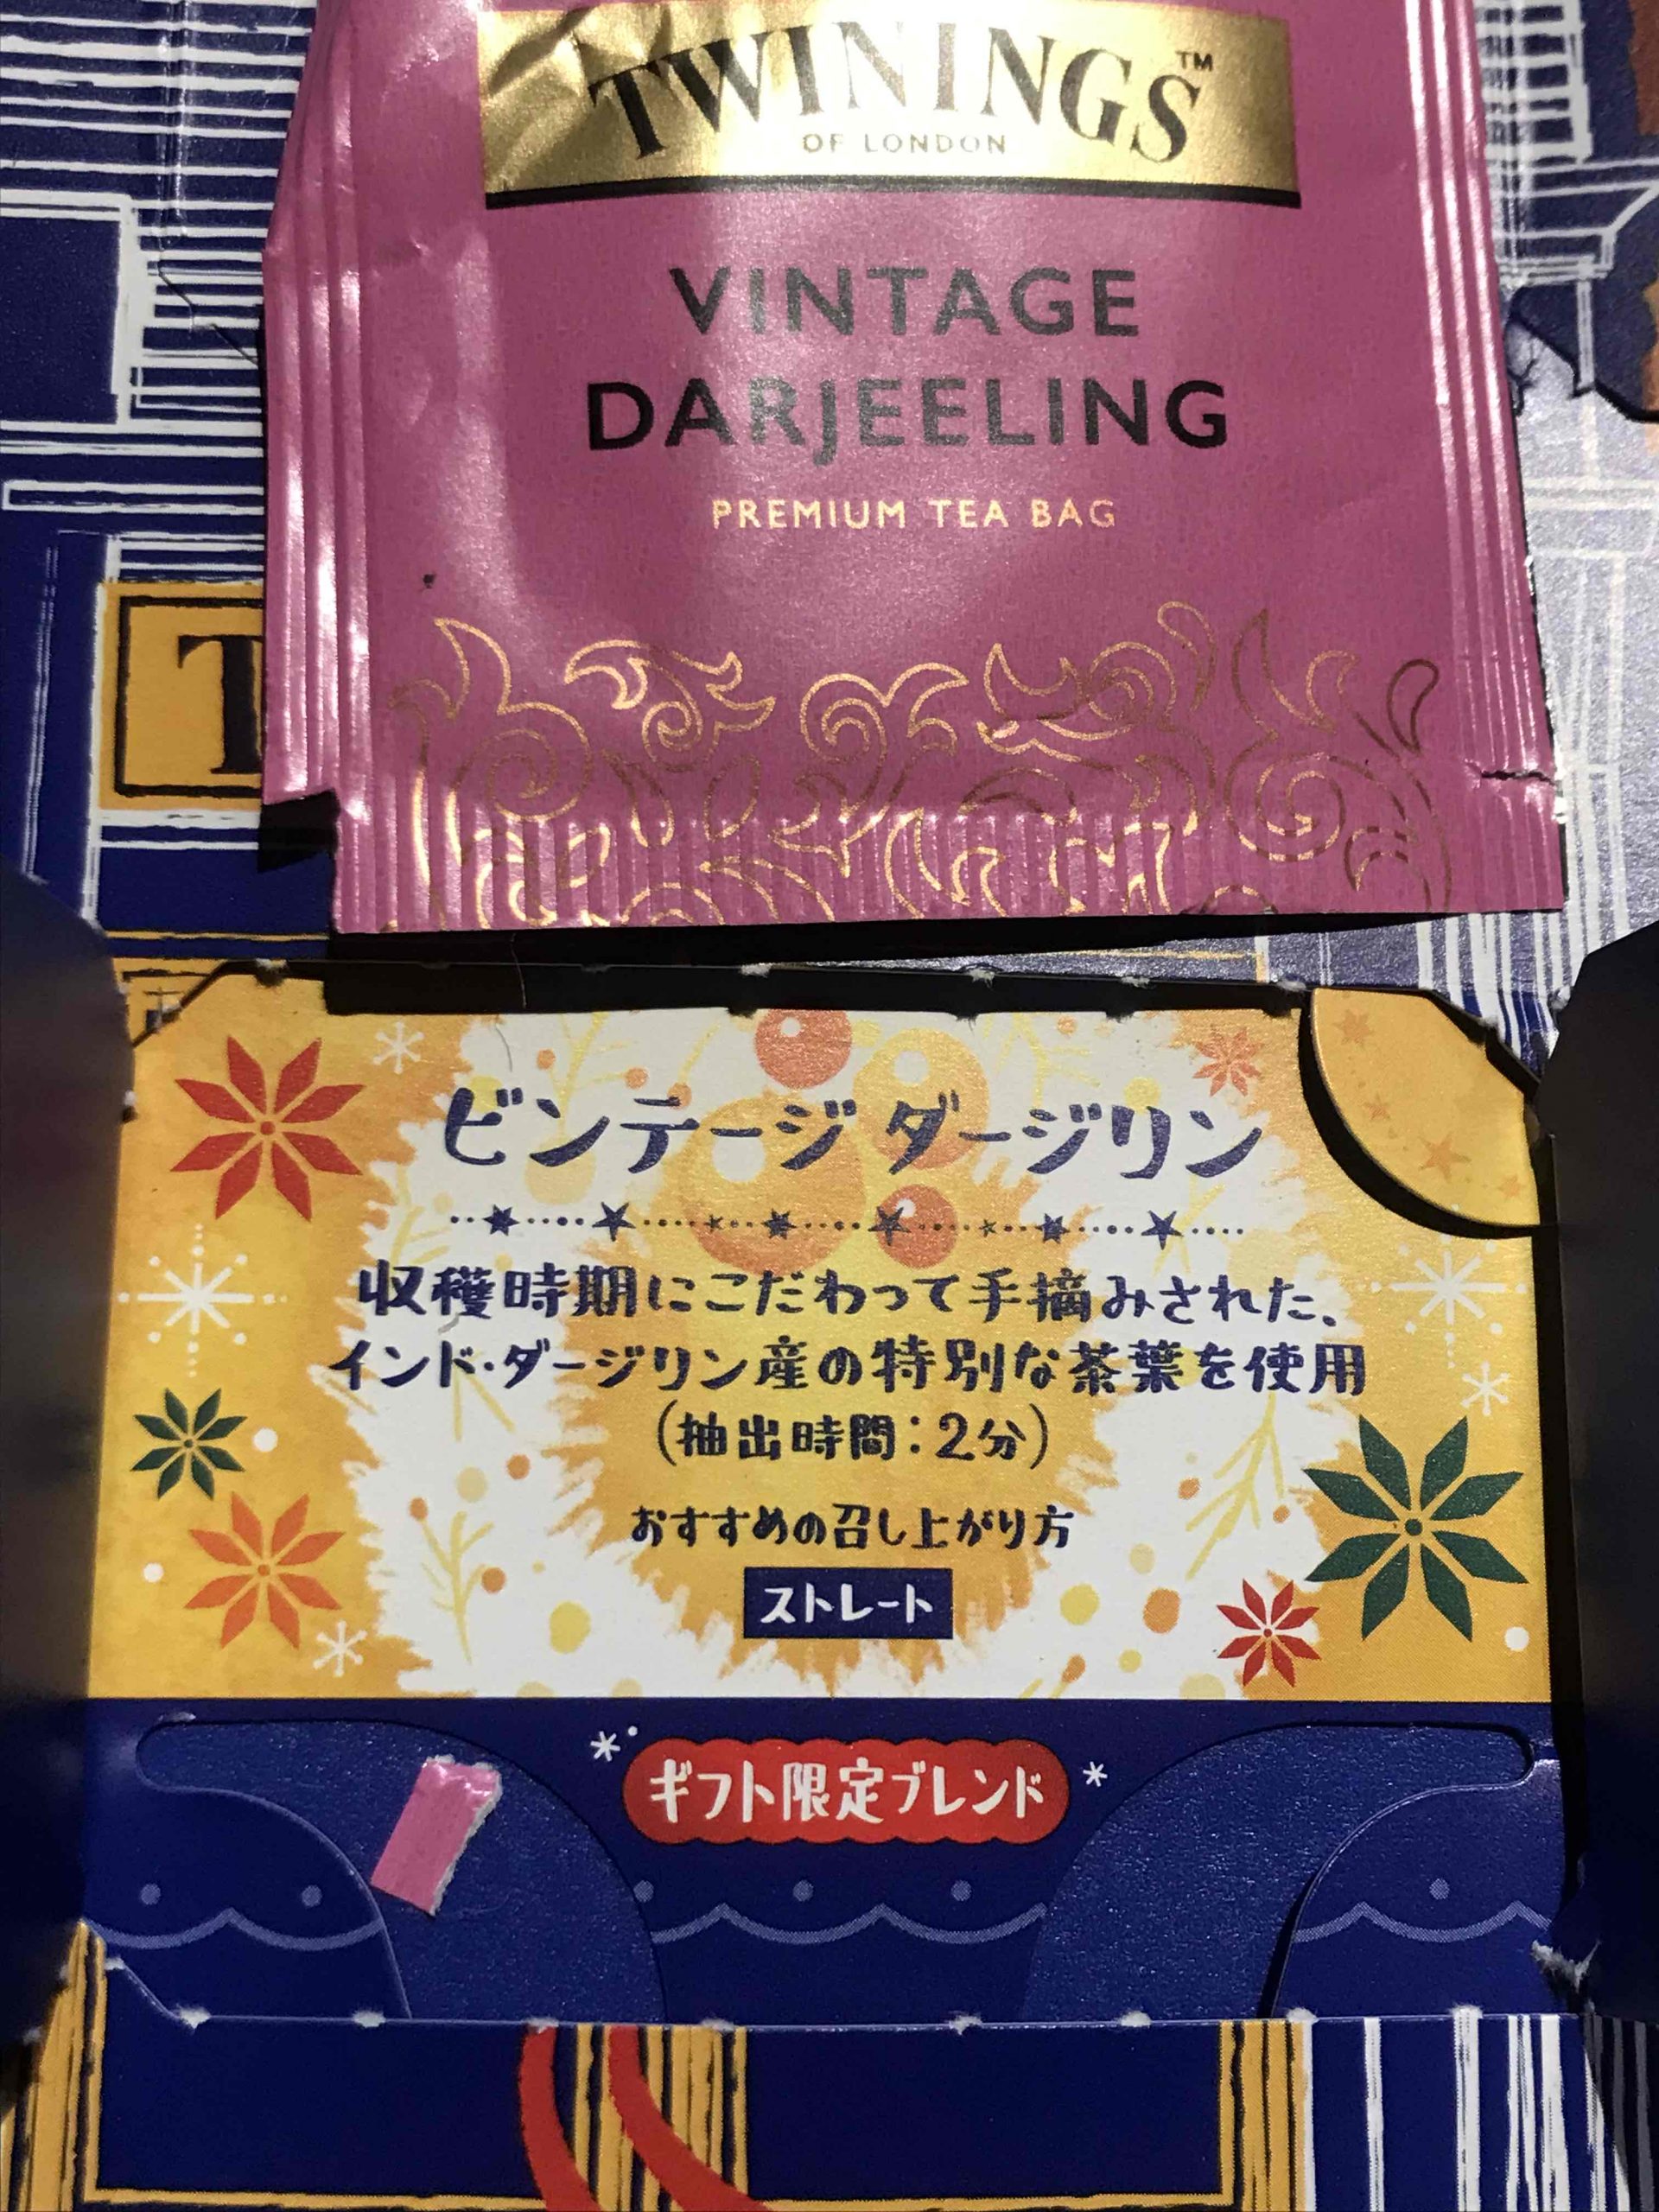 TWININGS™
OF LONDON
VINTAGE
DARJEELING
PREMIUM TEA BAG
T
ビンテージ ダージリン
収穫時期にこだわって手摘みされた、
インド・ダージリン産の特別な茶葉を使用
(抽出時間：2分)
おすすめの召し上がり方
ストレート
ギフト限定ブレンド